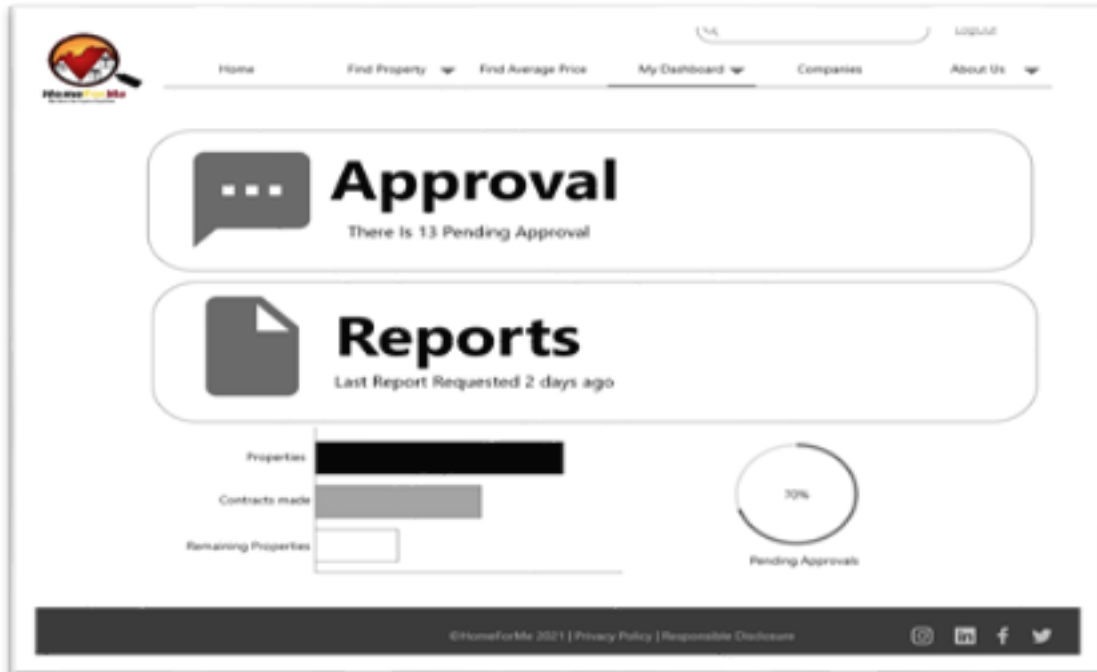 Logout
HomeForMe
Home
Find Property
Find Average Price
My Dashboard
Companies
About Us
Approval
There Is 13 Pending Approval
Reports
Last Report Requested 2 days ago
Properties
Contracts made
Remaining Properties
70%
Pending Approvals
©HomeForMe 2021 | Privacy Policy | Responsible Disclosure